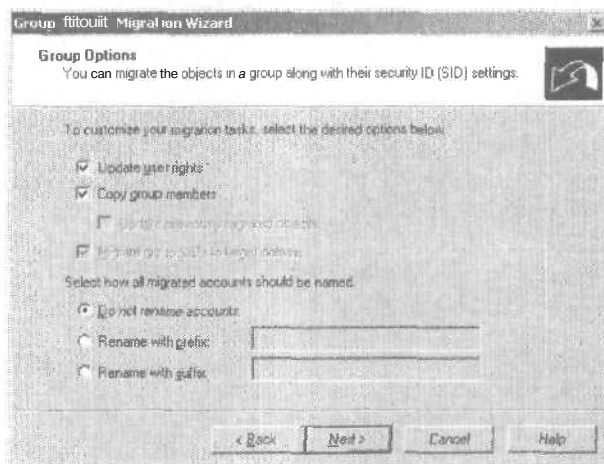 Group ftitouiit Migral ion Wizard
Group Options
You can migrate the objects in a group along with their security ID (SID) settings.
To customize your migration tasks, select the desired options below:
Update user rights
Copy group members
Select how all migrated accounts should be named.
Do not rename accounts.
Rename with prefix:
Rename with suffix:
< Back
Next >
Cancel
Help